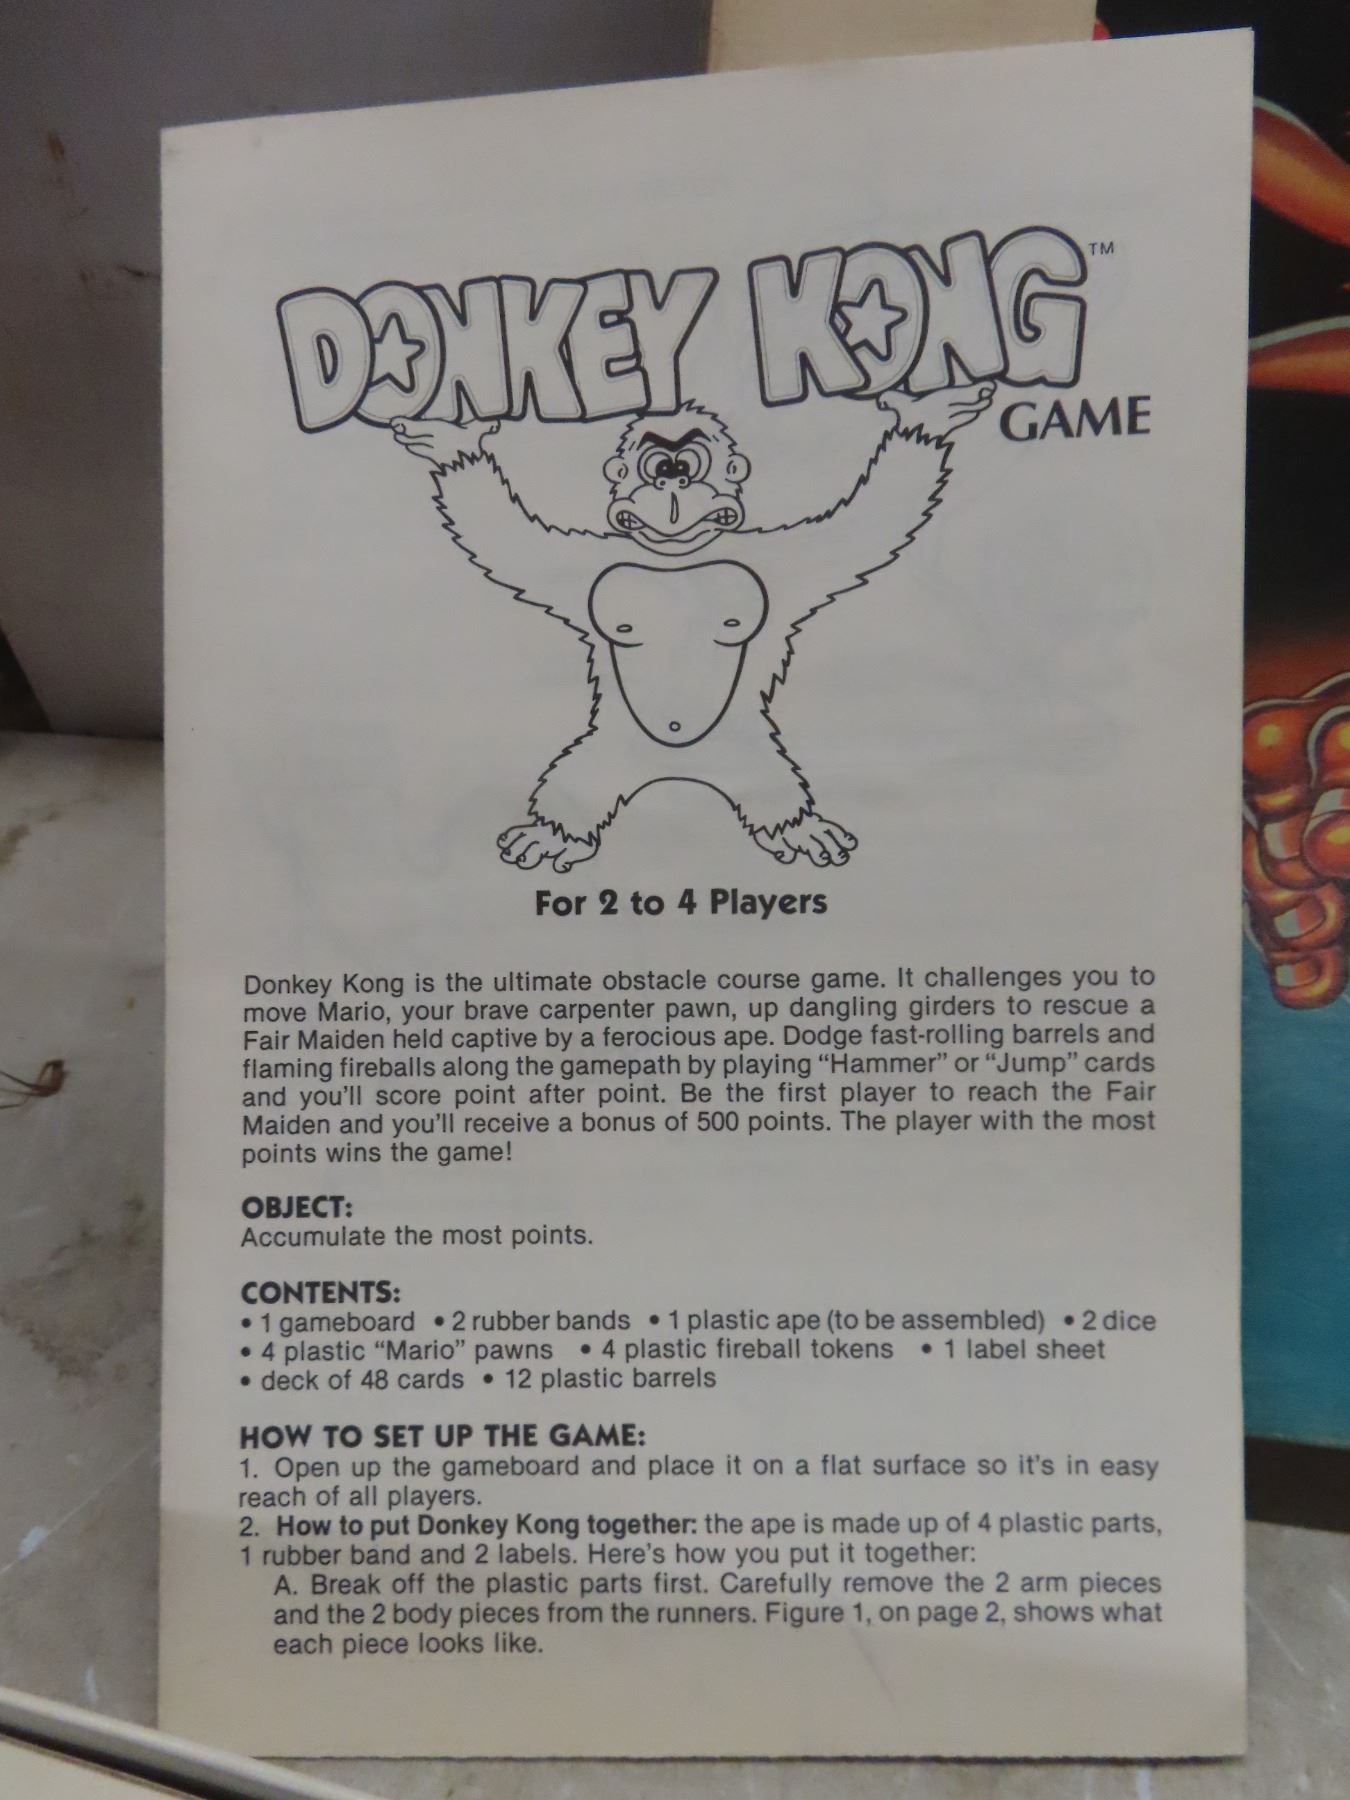 DONKEY KONG™
GAME
For 2 to 4 Players
Donkey Kong is the ultimate obstacle course game. It challenges you to
move Mario, your brave carpenter pawn, up dangling girders to rescue a
Fair Maiden held captive by a ferocious ape. Dodge fast-rolling barrels and
flaming fireballs along the gamepath by playing “Hammer” or “Jump” cards
and you’ll score point after point. Be the first player to reach the Fair
Maiden and you’ll receive a bonus of 500 points. The player with the most
points wins the game!
OBJECT:
Accumulate the most points.
CONTENTS:
• 1 gameboard • 2 rubber bands • 1 plastic ape (to be assembled) • 2 dice
• 4 plastic “Mario” pawns • 4 plastic fireball tokens • 1 label sheet
• deck of 48 cards • 12 plastic barrels
HOW TO SET UP THE GAME:
1. Open up the gameboard and place it on a flat surface so it’s in easy
reach of all players.
2. How to put Donkey Kong together: the ape is made up of 4 plastic parts,
1 rubber band and 2 labels. Here’s how you put it together:
A. Break off the plastic parts first. Carefully remove the 2 arm pieces
and the 2 body pieces from the runners. Figure 1, on page 2, shows what
each piece looks like.